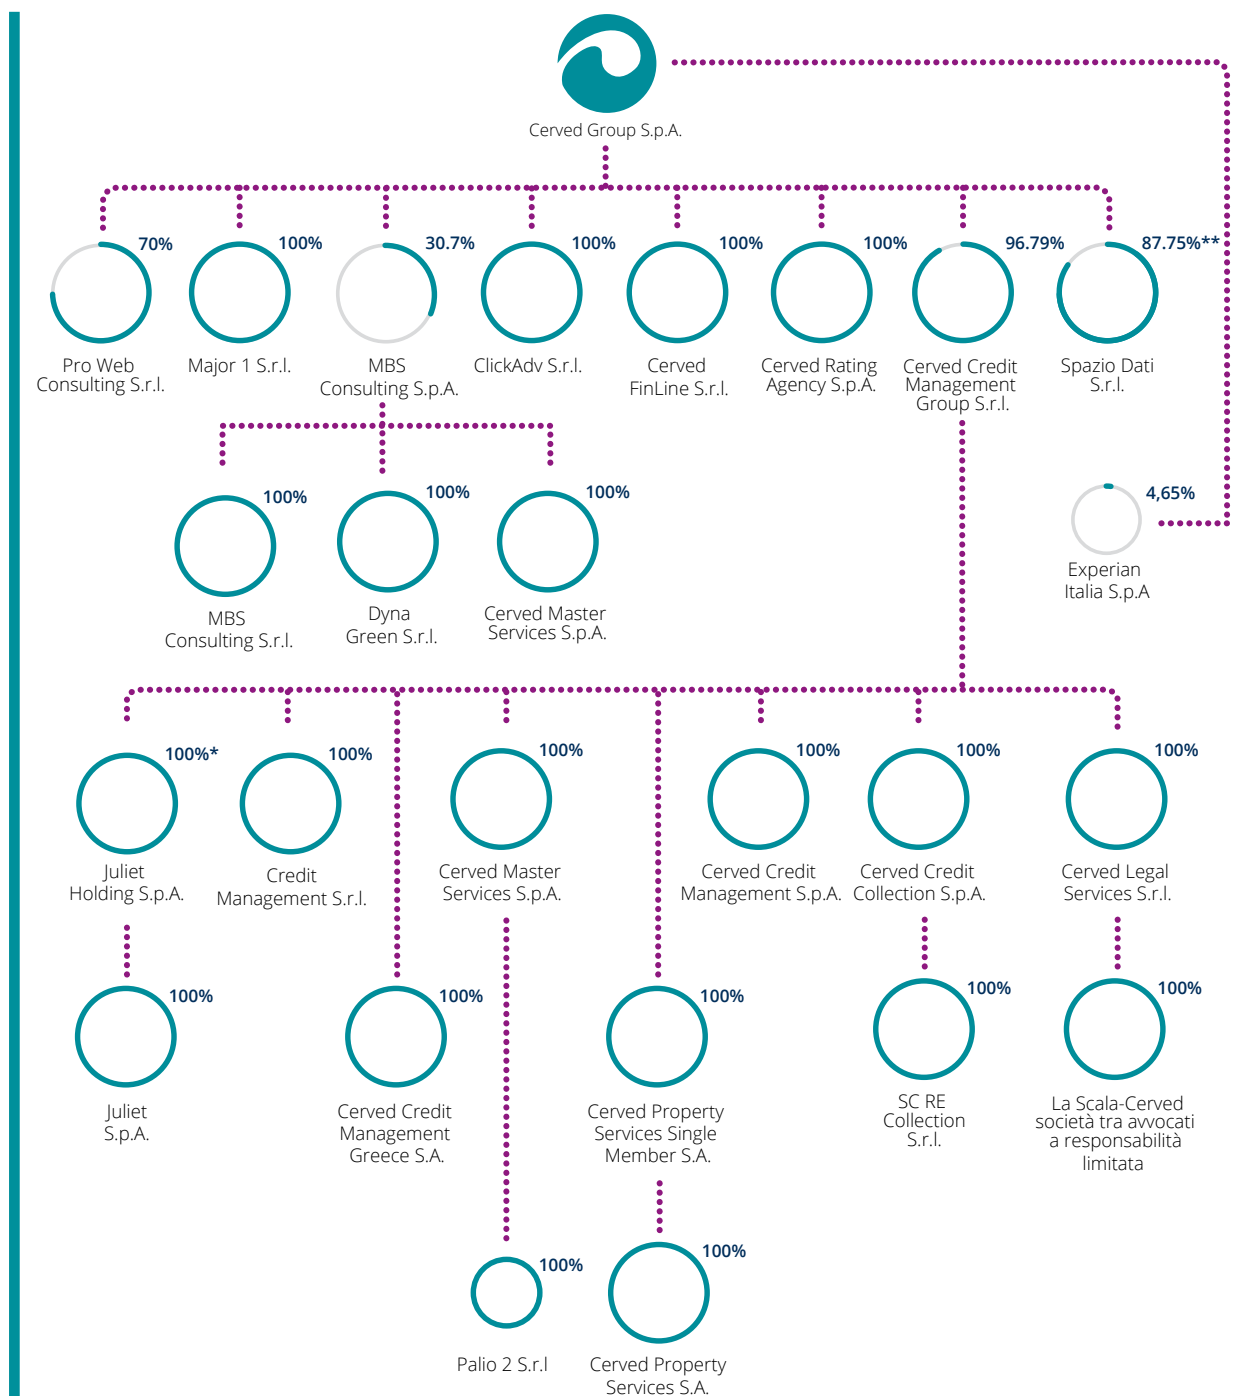 Cerved Group S.p.A.
70%
Pro Web
Consulting S.r.l.
100%
Major 1 S.r.l.
30.7%
MBS
Consulting S.p.A.
100%
ClickAdv S.r.l.
100%
Cerved
FinLine S.r.l.
100%
Cerved Rating
Agency S.p.A.
96.79%
Cerved Credit
Management
Group S.r.l.
87.75%**
Spazio Dati
S.r.l.
100%
MBS
Consulting S.r.l.
100%
Dyna
Green S.r.l.
100%
Cerved Master
Services S.p.A.
4,65%
Experian
Italia S.p.A
100%*
Juliet
Holding S.p.A.
100%
Credit
Management S.r.l.
100%
Cerved Master
Services S.p.A.
100%
Cerved Credit
Management S.p.A.
100%
Cerved Credit
Collection S.p.A.
100%
Cerved Legal
Services S.r.l.
100%
Juliet
S.p.A.
100%
Cerved Credit
Management
Greece S.A.
100%
Cerved Property
Services Single
Member S.A.
100%
SC RE
Collection
S.r.l.
100%
La Scala-Cerved
società tra avvocati
a responsabilità
limitata
100%
Palio 2 S.r.l
100%
Cerved Property
Services S.A.